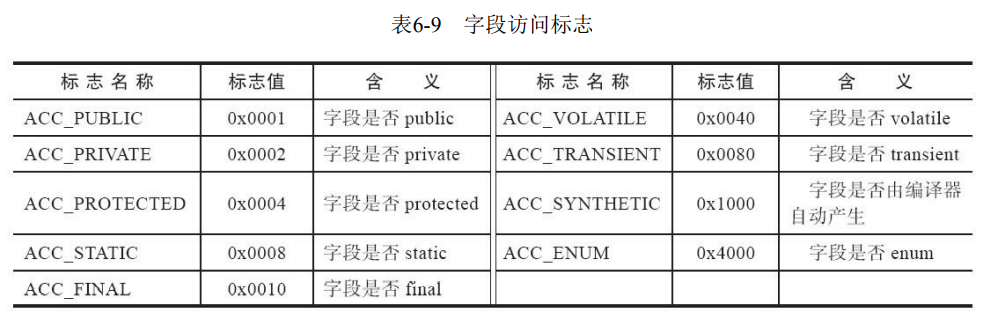 表6-9 字段访问标志
标志名称 标志值 含 义 标志名称 标志值 含 义
ACC_PUBLIC 0x0001 字段是否 public ACC_VOLATILE 0x0040 字段是否 volatile
ACC_PRIVATE 0x0002 字段是否 private ACC_TRANSIENT 0x0080 字段是否 transient
ACC_PROTECTED 0x0004 字段是否 protected ACC_SYNTHETIC 0x1000 字段是否由编译器
自动产生
ACC_STATIC 0x0008 字段是否 static ACC_ENUM 0x4000 字段是否 enum
ACC_FINAL 0x0010 字段是否 final